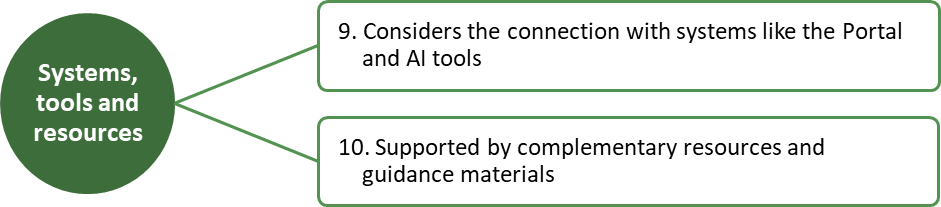 Systems,
tools and
resources
9. Considers the connection with systems like the Portal
and AI tools
10. Supported by complementary resources and
guidance materials